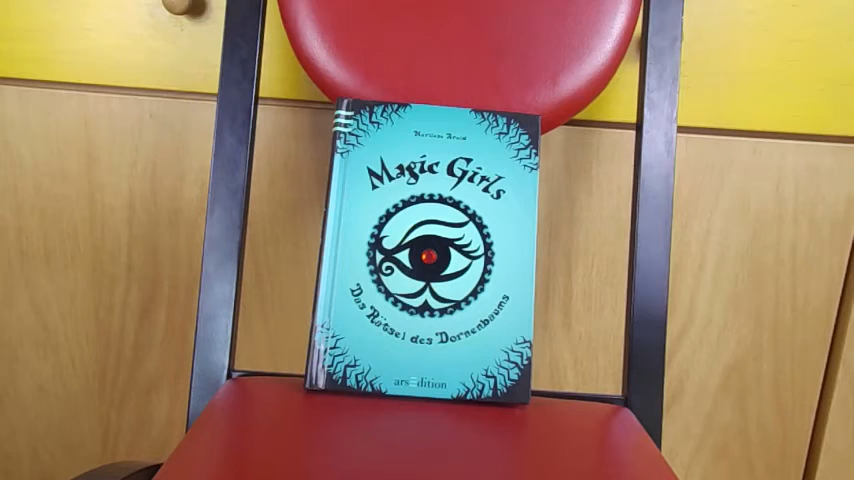 Marliese Arold
Magic Girls
Das Rätsel des Dornenbaums
arsEdition